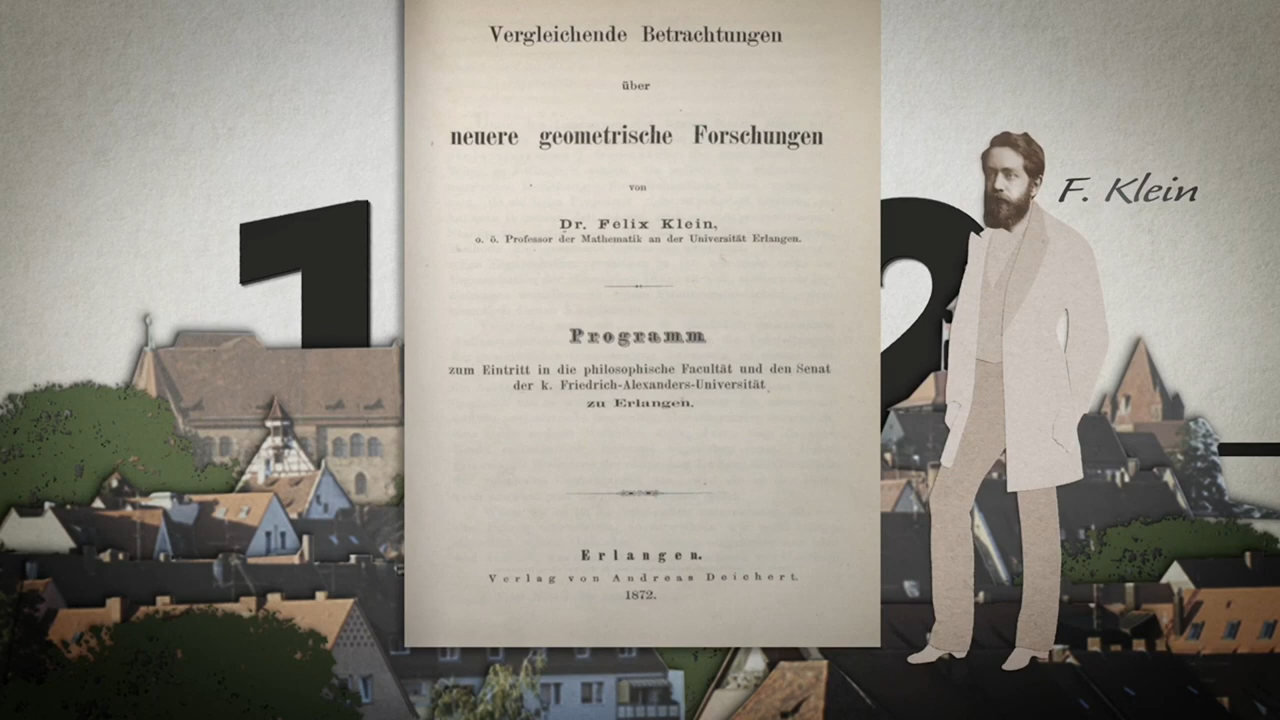 Vergleichende Betrachtungen
über
neuere geometrische Forschungen
von
Dr. Felix Klein,
o. ö. Professor der Mathematik an der Universität Erlangen.
Programm
zum Eintritt in die philosophische Facultät und den Senat
der k. Friedrich-Alexanders-Universität
zu Erlangen.
Erlangen.
Verlag von Andreas Deichert.
1872.
F. Klein
1
2